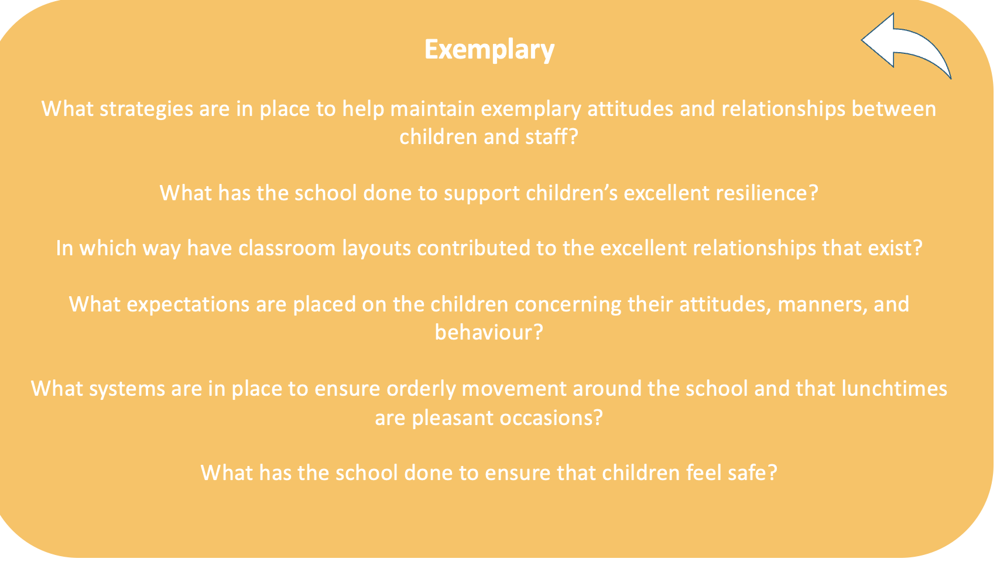 Exemplary
What strategies are in place to help maintain exemplary attitudes and relationships between
children and staff?
What has the school done to support children’s excellent resilience?
In which way have classroom layouts contributed to the excellent relationships that exist?
What expectations are placed on the children concerning their attitudes, manners, and
behaviour?
What systems are in place to ensure orderly movement around the school and that lunchtimes
are pleasant occasions?
What has the school done to ensure that children feel safe?